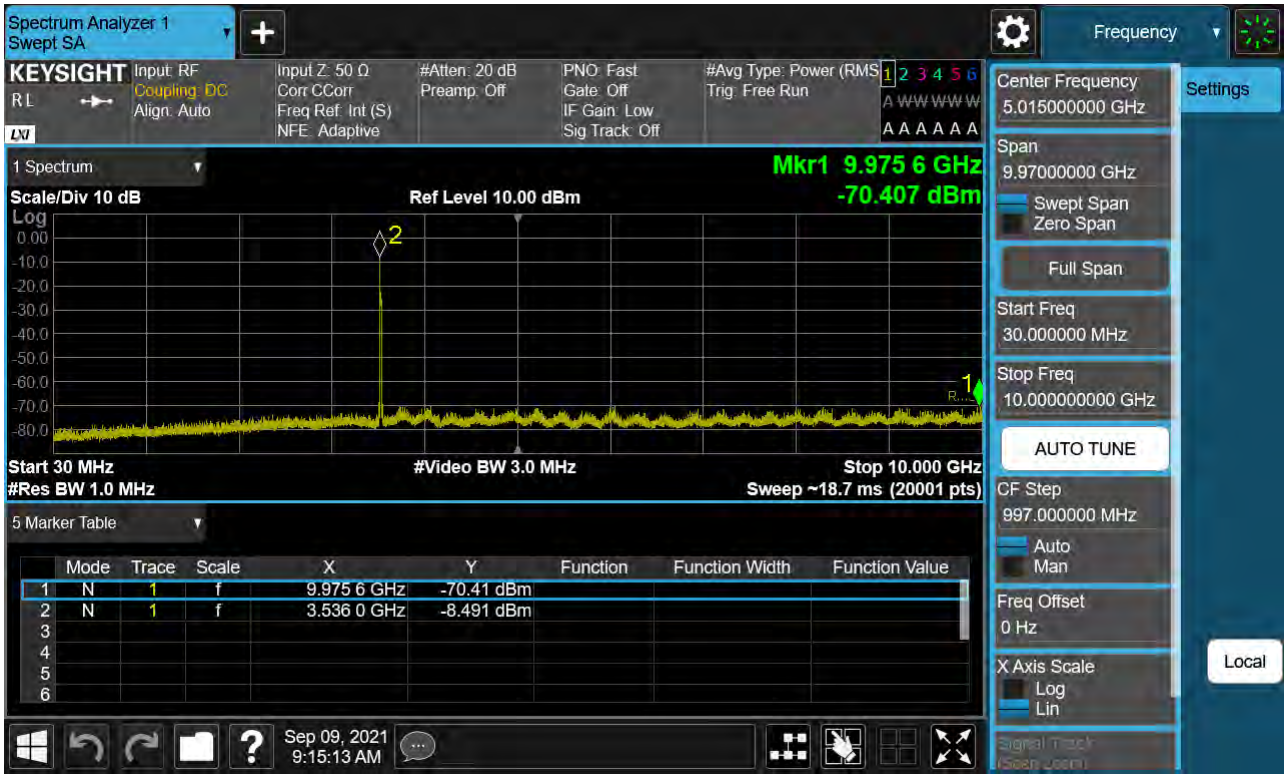 Spectrum Analyzer 1
Swept SA
+
Frequency
KEYSIGHT
RL
LXI
Input: RF
Coupling: DC
Align: Auto
Input Z: 50 Ω
Corr CCorr
Freq Ref: Int (S)
NFE: Adaptive
#Atten: 20 dB
Preamp: Off
PNO: Fast
Gate: Off
IF Gain: Low
Sig Track: Off
#Avg Type: Power (RMS
Trig: Free Run
1 2 3 4 5 6
A W W W W W
A A A A A A
1 Spectrum
Mkr1 9.975 6 GHz
-70.407 dBm
Scale/Div 10 dB
Ref Level 10.00 dBm
Log
0.00
-10.0
-20.0
-30.0
-40.0
-50.0
-60.0
-70.0
-80.0
2
1
R...
Start 30 MHz
#Video BW 3.0 MHz
Stop 10.000 GHz
#Res BW 1.0 MHz
Sweep ~18.7 ms (20001 pts)
5 Marker Table
Mode Trace Scale X Y Function Function Width Function Value
1 N 1 f 9.975 6 GHz -70.41 dBm
2 N 1 f 3.536 0 GHz -8.491 dBm
3
4
5
6
Sep 09, 2021
9:15:13 AM
Center Frequency
5.015000000 GHz
Span
9.97000000 GHz
Swept Span
Zero Span
Full Span
Start Freq
30.000000 MHz
Stop Freq
10.000000000 GHz
AUTO TUNE
CF Step
997.000000 MHz
Auto
Man
Freq Offset
0 Hz
X Axis Scale
Log
Lin
Signal Track
(Span Zoom)
Settings
Local